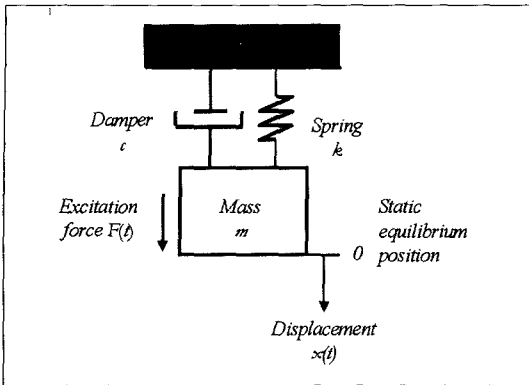 Damper
c
Spring
k
Excitation
force F(t)
Mass
m
Static
equilibrium
position
0
Displacement
x(t)